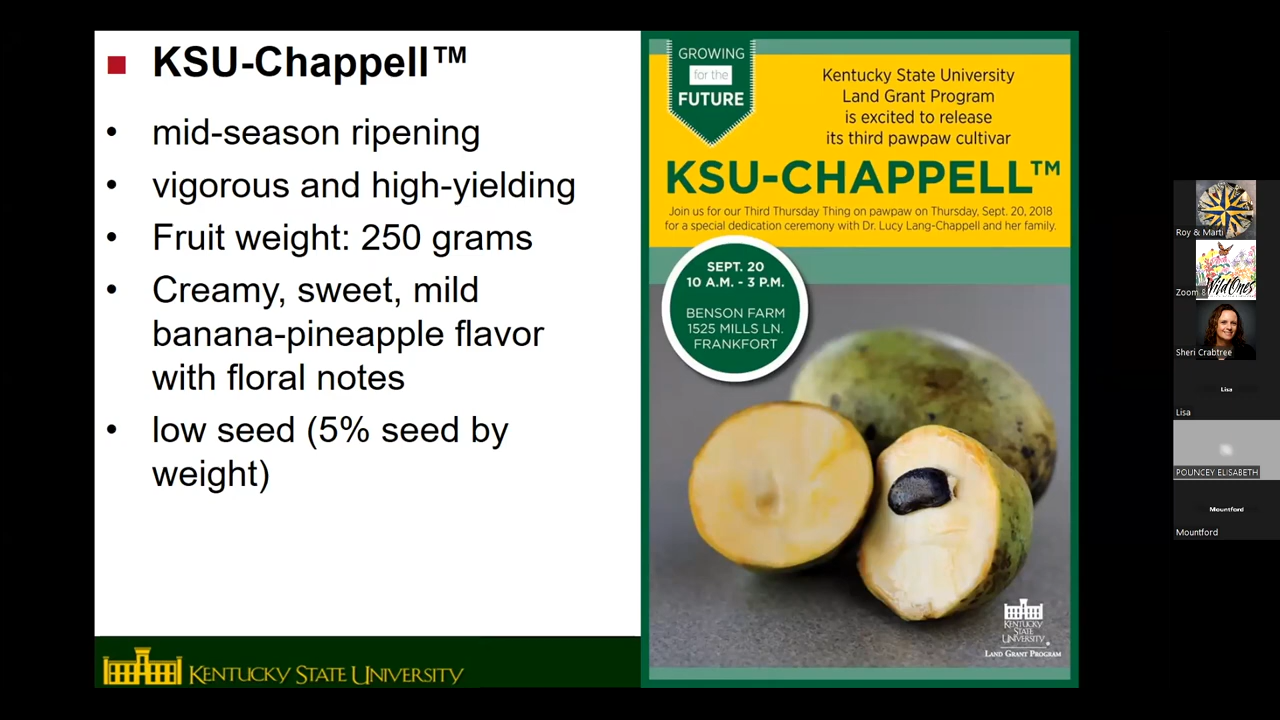 KSU-Chappell™
• mid-season ripening
• vigorous and high-yielding
• Fruit weight: 250 grams
• Creamy, sweet, mild
banana-pineapple flavor
with floral notes
• low seed (5% seed by
weight)
KENTUCKY STATE UNIVERSITY
GROWING
for the
FUTURE
Kentucky State University
Land Grant Program
is excited to release
its third pawpaw cultivar
KSU-CHAPPELL™
Join us for our Third Thursday Thing on pawpaw on Thursday, Sept. 20, 2018
for a special dedication ceremony with Dr. Lucy Lang-Chappell and her family.
SEPT. 20
10 A.M. - 3 P.M.
BENSON FARM
1525 MILLS LN.
FRANKFORT
KENTUCKY
STATE
UNIVERSITY
LAND GRANT PROGRAM
Roy & Marti
Zoom 8
Wild Ones
Sheri Crabtree
Lisa
Lisa
POUNCEY ELISABETH
Mountford
Mountford